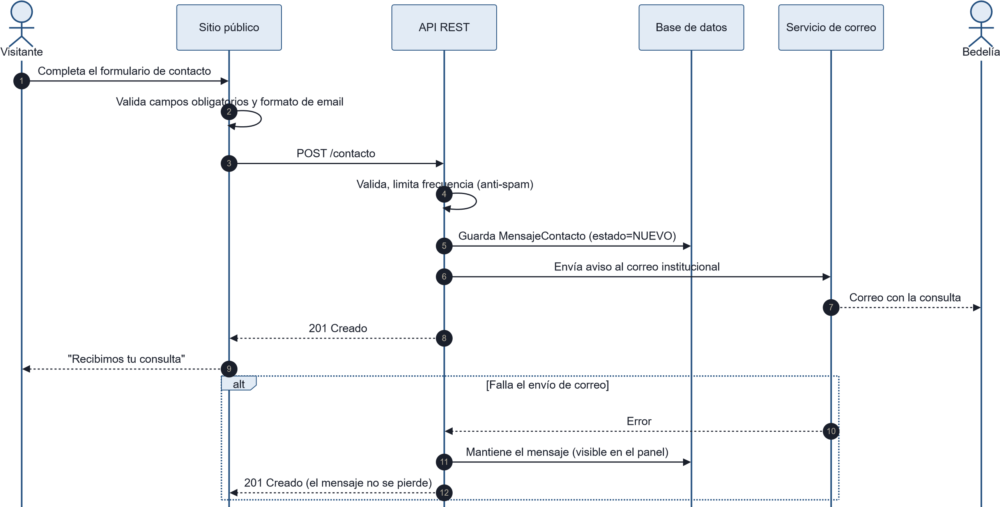 Sitio público
API REST
Base de datos
Servicio de correo
Visitante
Bedelía
Completa el formulario de contacto
1
Valida campos obligatorios y formato de email
2
POST /contacto
3
Valida, limita frecuencia (anti-spam)
4
Guarda MensajeContacto (estado=NUEVO)
5
Envía aviso al correo institucional
6
Correo con la consulta
7
201 Creado
8
"Recibimos tu consulta"
9
alt
[Falla el envío de correo]
Error
10
Mantiene el mensaje (visible en el panel)
11
201 Creado (el mensaje no se pierde)
12